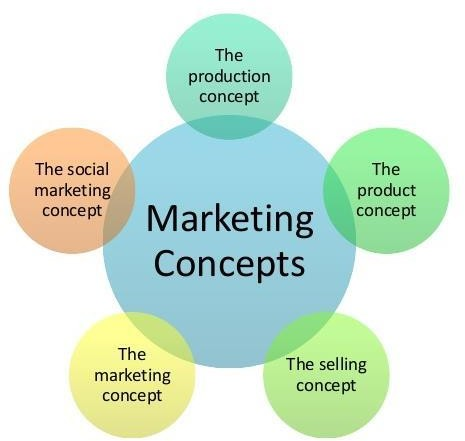 The
production
concept
The
product
concept
The selling
concept
The
marketing
concept
The social
marketing
concept
Marketing
Concepts